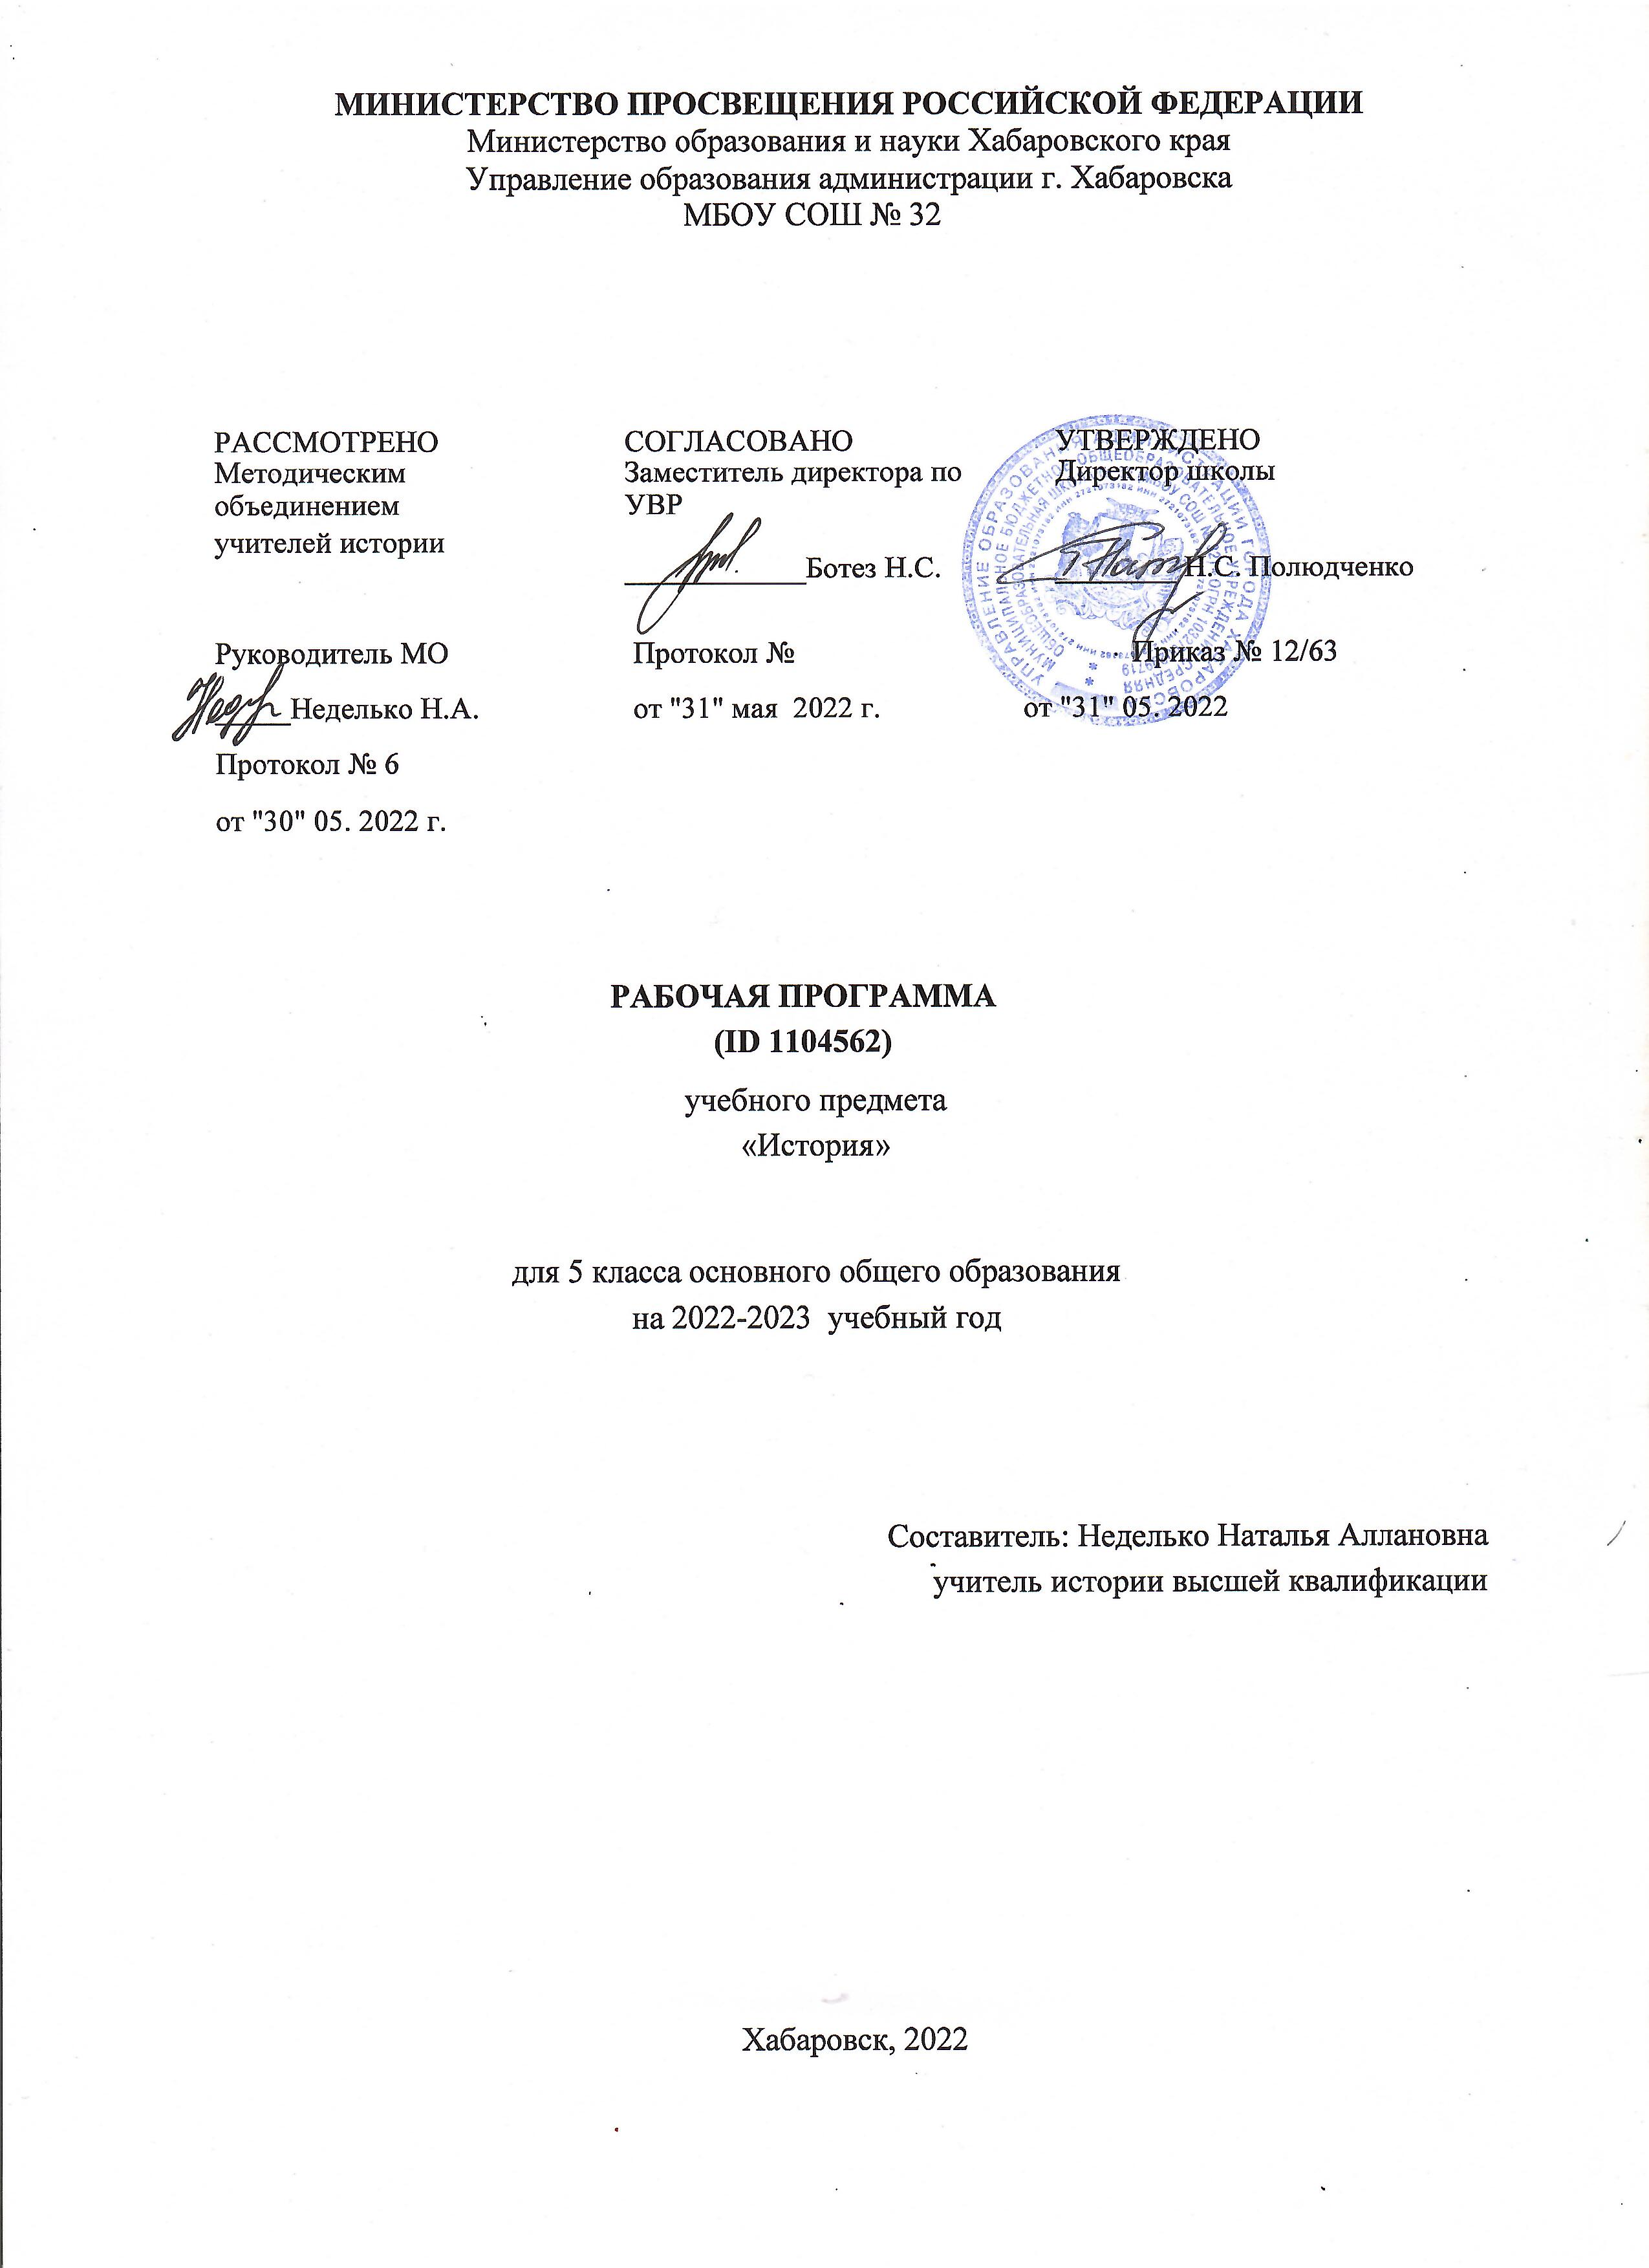 МИНИСТЕРСТВО ПРОСВЕЩЕНИЯ РОССИЙСКОЙ ФЕДЕРАЦИИ
Министерство образования и науки Хабаровского края
Управление образования администрации г. Хабаровска
МБОУ СОШ № 32
РАССМОТРЕНО
Методическим
объединением
учителей истории
Руководитель МО
_____Неделько Н.А.
Протокол № 6
от "30" 05. 2022 г.
СОГЛАСОВАНО
Заместитель директора по
УВР
____________Ботез Н.С.
Протокол №
от "31" мая 2022 г.
УТВЕРЖДЕНО
Директор школы
________Н.С. Полюдченко
Приказ № 12/63
от "31" 05. 2022
РАБОЧАЯ ПРОГРАММА
(ID 1104562)
учебного предмета
«История»
для 5 класса основного общего образования
на 2022-2023 учебный год
Составитель: Неделько Наталья Аллановна
учитель истории высшей квалификации
Хабаровск, 2022